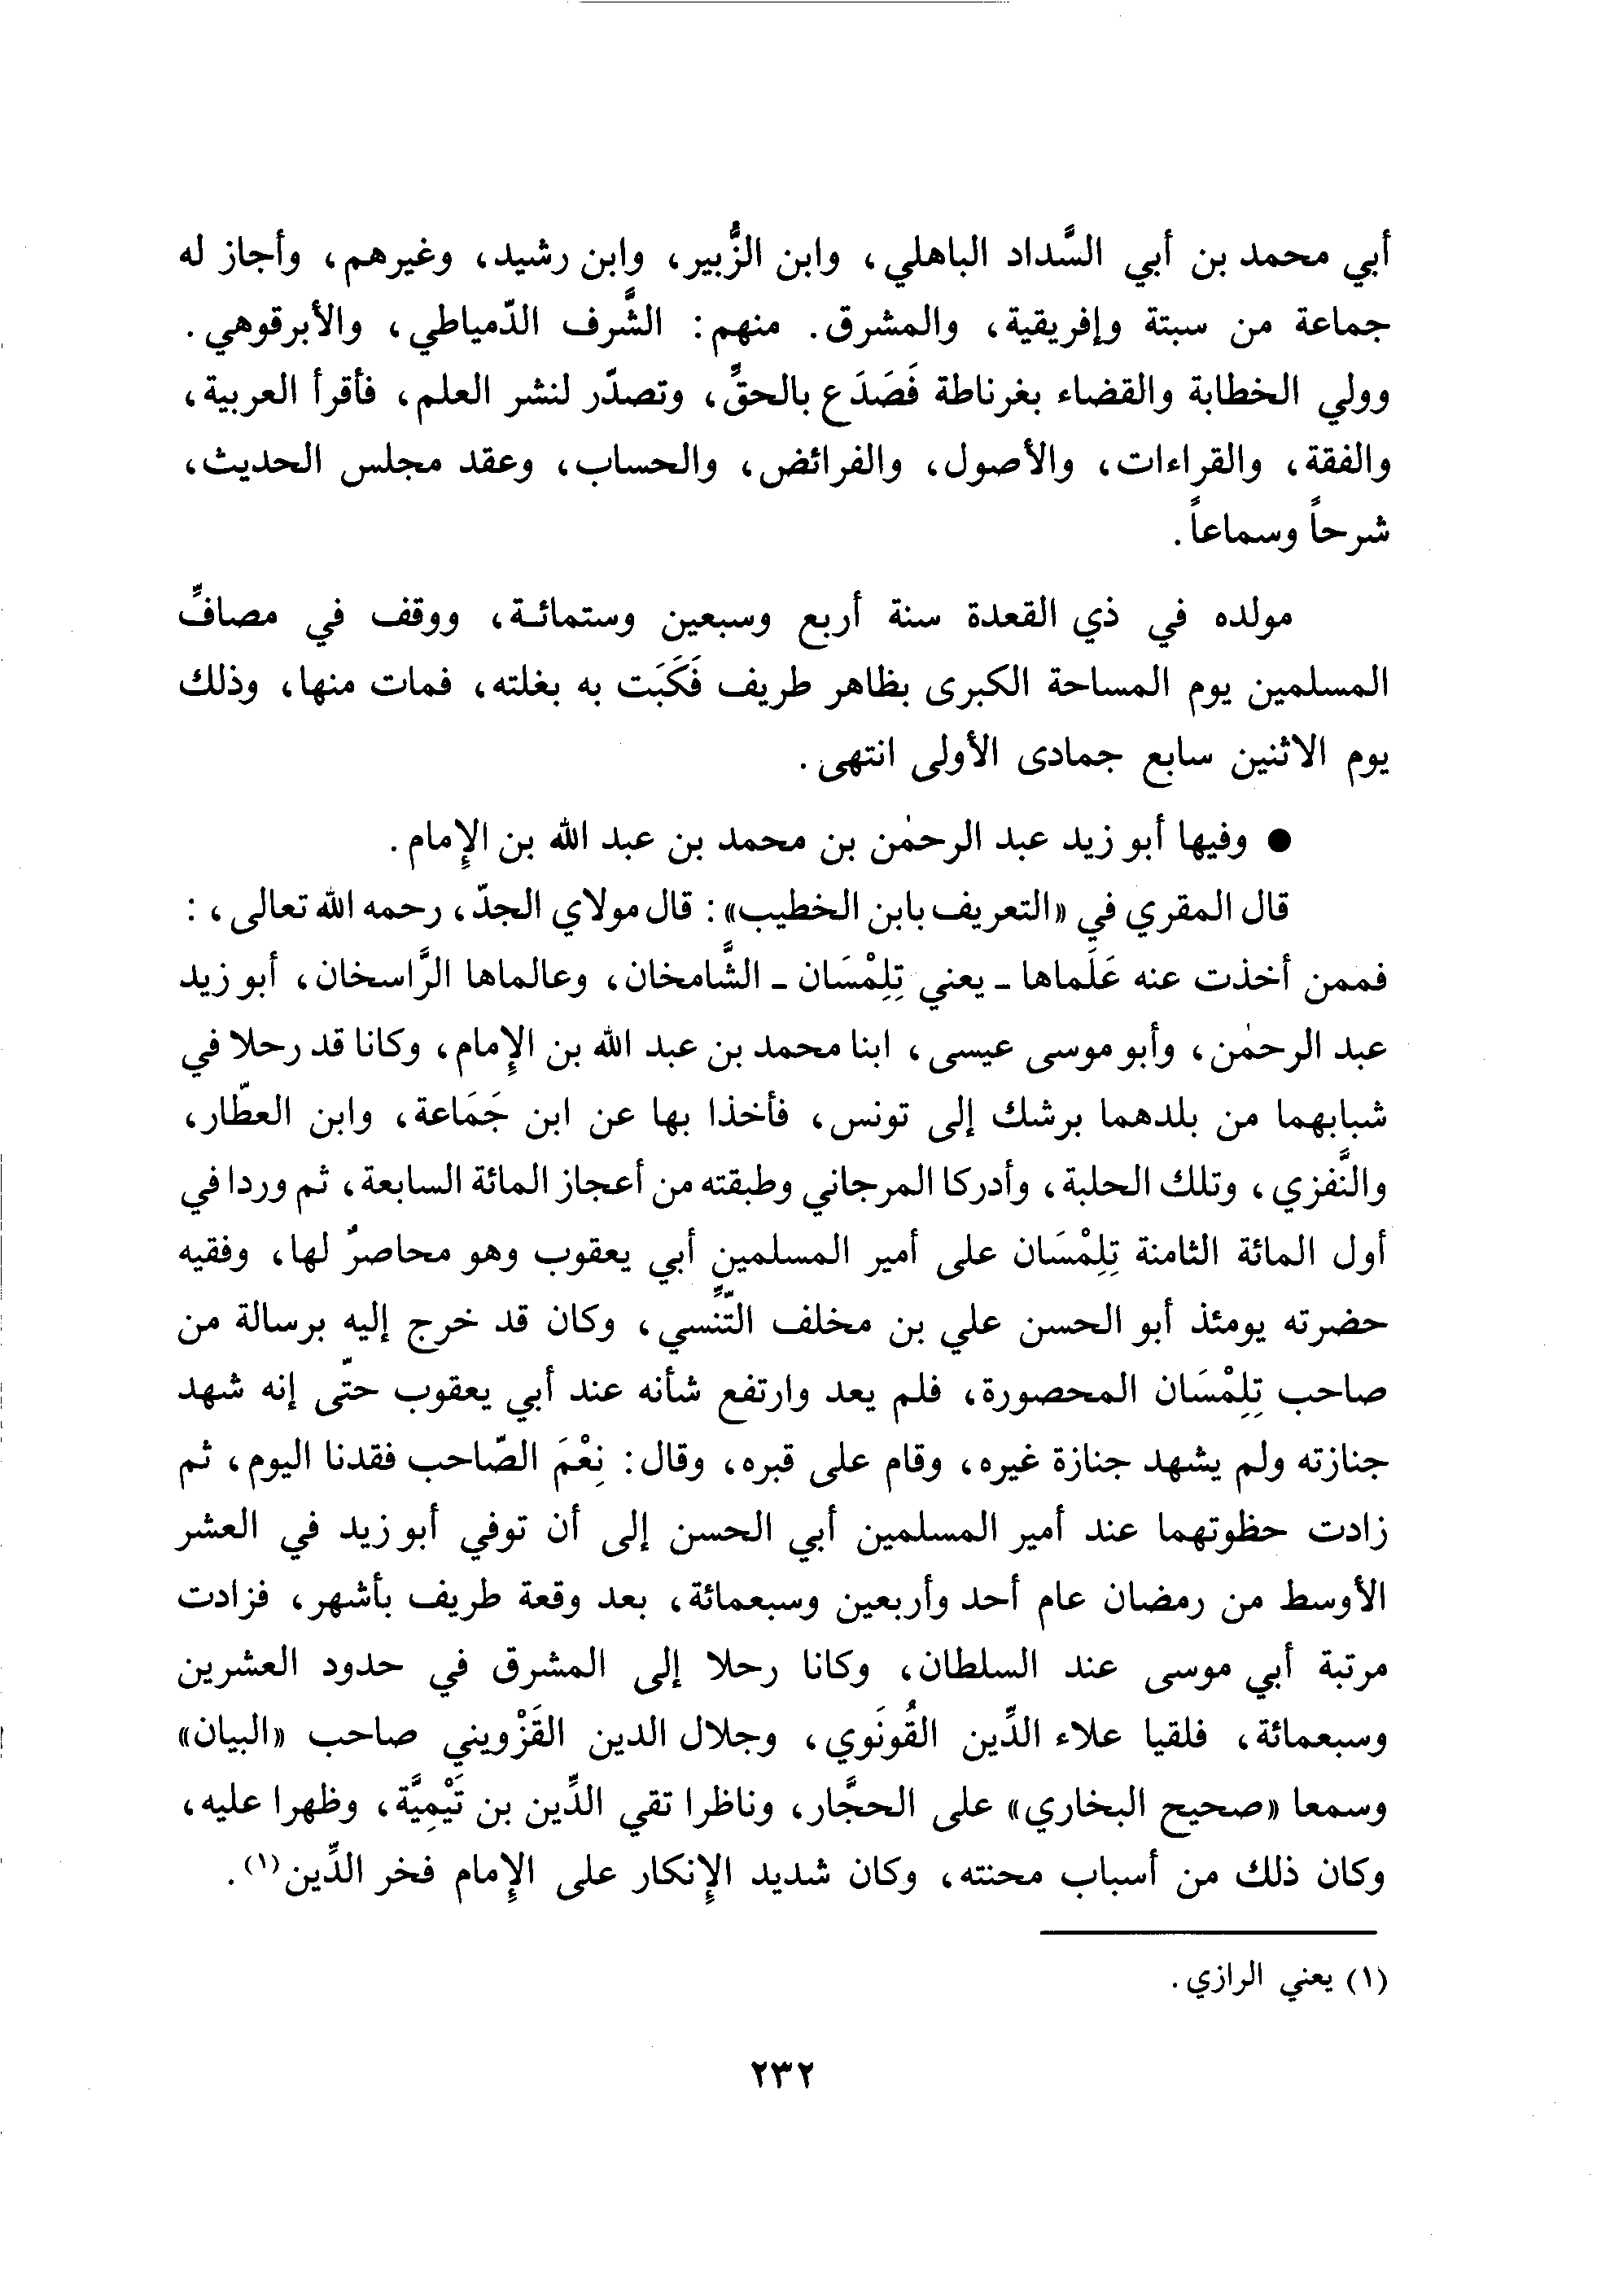 أبي محمد بن أبي السَّداد الباهلي، وابن الزُّبير، وابن رشيد، وغيرهم، وأجاز له
جماعة من سبتة وإفريقية، والمشرق. منهم: الشَّرف الدّمياطي، والأبرقوهي.
وولي الخطابة والقضاء بغرناطة فَصَدَع بالحقِّ، وتصدّر لنشر العلم، فأقرأ العربية،
والفقة، والقراءات، والأصول، والفرائض، والحساب، وعقد مجلس الحديث،
شرحاً وسماعاً.
مولده في ذي القعدة سنة أربع وسبعين وستمائة، ووقف في مصافِّ
المسلمين يوم المساحة الكبرى بظاهر طريف فَكَبَت به بغلته، فمات منها، وذلك
يوم الاثنين سابع جمادى الأولى انتهى.
● وفيها أبو زيد عبد الرحمٰن بن محمد بن عبد الله بن الإِمام.
قال المقري في «التعريف بابن الخطيب»: قال مولاي الجدّ، رحمه الله تعالى، :
فممن أخذت عنه عَلَماها ـ يعني تِلِمْسَان ـ الشَّامخان، وعالماها الرَّاسخان، أبو زيد
عبد الرحمٰن، وأبو موسى عيسى، ابنا محمد بن عبد الله بن الإِمام، وكانا قد رحلا في
شبابهما من بلدهما برشك إلى تونس، فأخذا بها عن ابن جَمَاعة، وابن العطّار،
والنَّفزي، وتلك الحلبة، وأدركا المرجاني وطبقته من أعجاز المائة السابعة، ثم وردا في
أول المائة الثامنة تِلِمْسَان على أمير المسلمين أبي يعقوب وهو محاصرٌ لها، وفقيه
حضرته يومئذ أبو الحسن علي بن مخلف التَّنَسي، وكان قد خرج إليه برسالة من
صاحب تِلِمْسَان المحصورة، فلم يعد وارتفع شأنه عند أبي يعقوب حتّى إنه شهد
جنازته ولم يشهد جنازة غيره، وقام على قبره، وقال: نِعْمَ الصّاحب فقدنا اليوم، ثم
زادت حظوتهما عند أمير المسلمين أبي الحسن إلى أن توفي أبو زيد في العشر
الأوسط من رمضان عام أحد وأربعين وسبعمائة، بعد وقعة طريف بأشهر، فزادت
مرتبة أبي موسى عند السلطان، وكانا رحلا إلى المشرق في حدود العشرين
وسبعمائة، فلقيا علاء الدِّين القُونَوي، وجلال الدين القَزْويني صاحب «البيان»
وسمعا «صحيح البخاري» على الحجَّار، وناظرا تقي الدِّين بن تَيْمِيَّة، وظهرا عليه،
وكان ذلك من أسباب محنته، وكان شديد الإِنكار على الإِمام فخر الدِّين(١).
(١) يعني الرازي.
٢٣٢